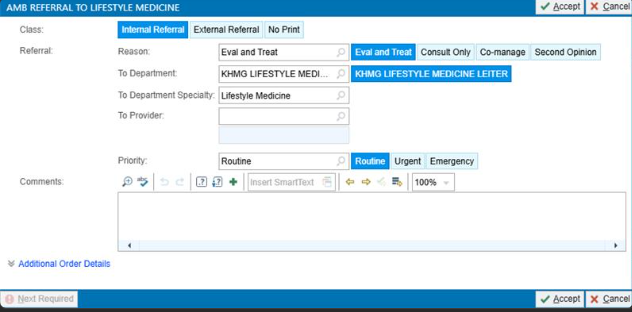 AMB REFERRAL TO LIFESTYLE MEDICINE Accept Cancel
Class: Internal Referral External Referral No Print
Referral: Reason: Eval and Treat Eval and Treat Consult Only Co-manage Second Opinion
To Department: KHMG LIFESTYLE MEDI... KHMG LIFESTYLE MEDICINE LEITER
To Department Specialty: Lifestyle Medicine
To Provider:
Priority: Routine Routine Urgent Emergency
Comments: abc Insert SmartText 100%
Additional Order Details
Next Required Accept Cancel